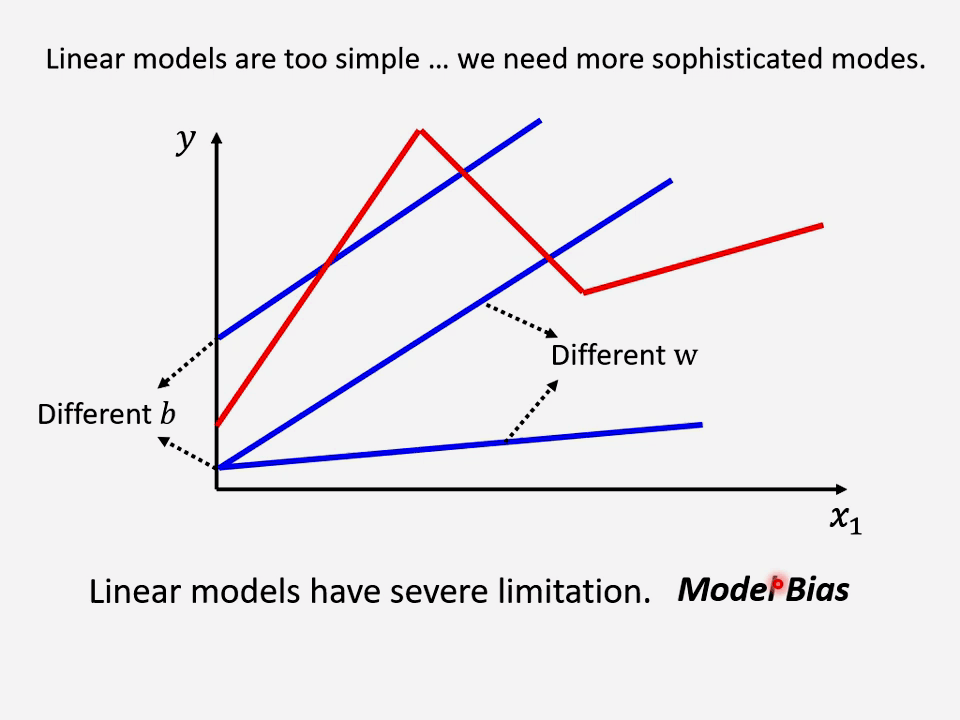 Linear models are too simple … we need more sophisticated modes.
y
Different w
Different b
x₁
Linear models have severe limitation. Model Bias